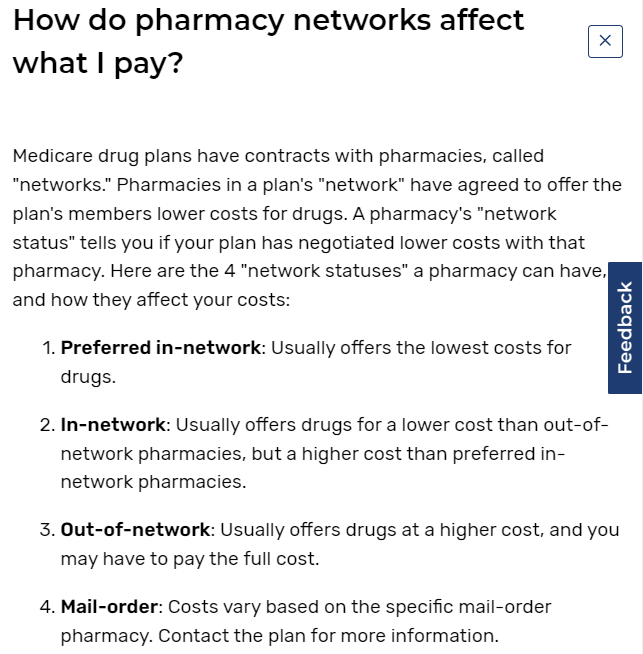 How do pharmacy networks affect
what I pay?
Medicare drug plans have contracts with pharmacies, called
"networks." Pharmacies in a plan's "network" have agreed to offer the
plan's members lower costs for drugs. A pharmacy's "network
status" tells you if your plan has negotiated lower costs with that
pharmacy. Here are the 4 "network statuses" a pharmacy can have,
and how they affect your costs:
1. Preferred in-network: Usually offers the lowest costs for
drugs.
2. In-network: Usually offers drugs for a lower cost than out-of-
network pharmacies, but a higher cost than preferred in-
network pharmacies.
3. Out-of-network: Usually offers drugs at a higher cost, and you
may have to pay the full cost.
4. Mail-order: Costs vary based on the specific mail-order
pharmacy. Contact the plan for more information.
Feedback